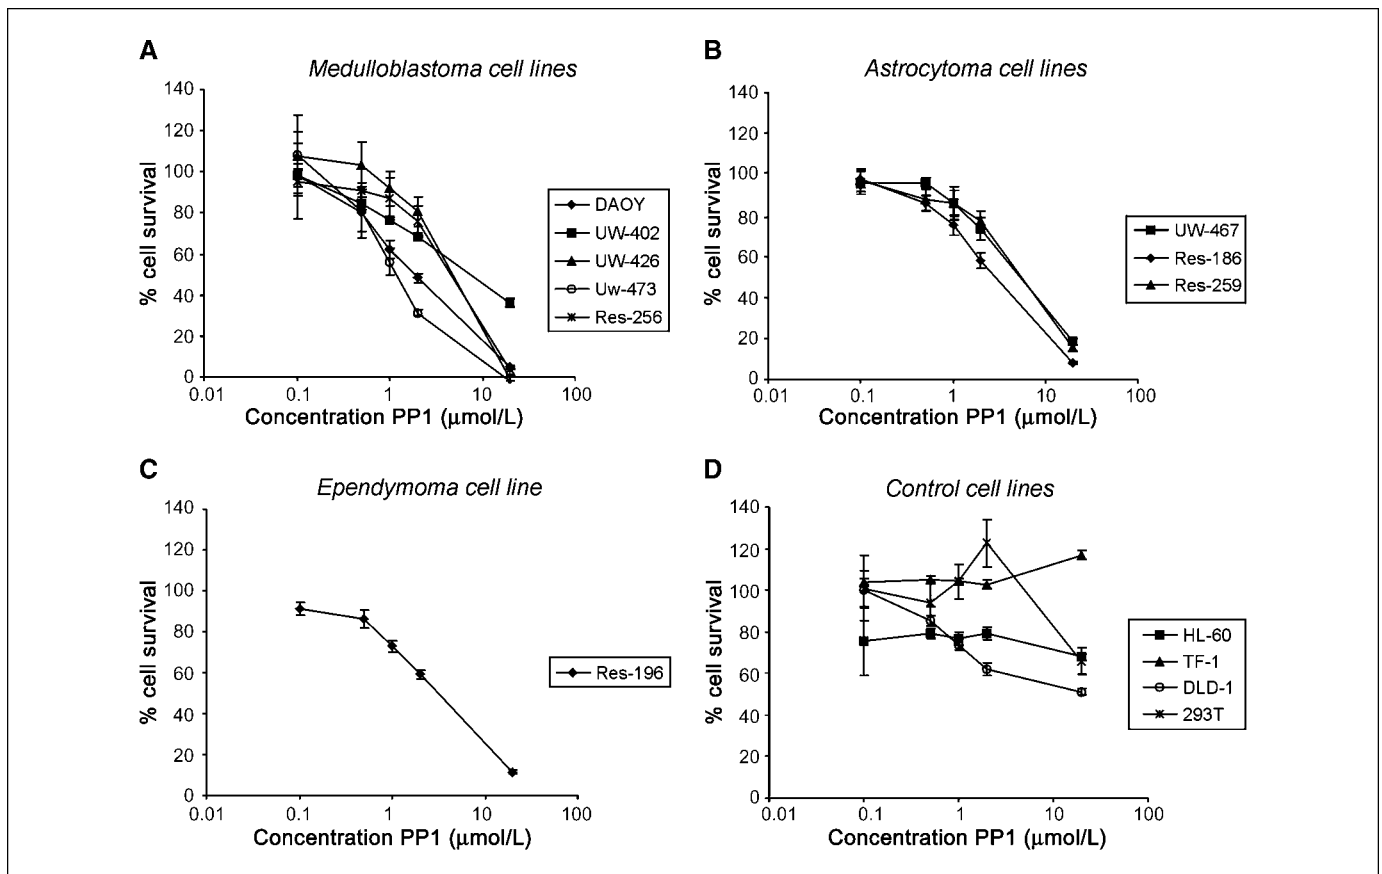 A
Medulloblastoma cell lines
140
120
100
80
60
40
20
0
% cell survival
0.01
0.1
1
10
100
Concentration PP1 (μmol/L)
DAOY
UW-402
UW-426
Uw-473
Res-256
B
Astrocytoma cell lines
140
120
100
80
60
40
20
0
% cell survival
0.01
0.1
1
10
100
Concentration PP1 (μmol/L)
UW-467
Res-186
Res-259
C
Ependymoma cell line
140
120
100
80
60
40
20
0
% cell survival
0.01
0.1
1
10
100
Concentration PP1 (μmol/L)
Res-196
D
Control cell lines
140
120
100
80
60
40
20
0
% cell survival
0.01
0.1
1
10
100
Concentration PP1 (μmol/L)
HL-60
TF-1
DLD-1
293T